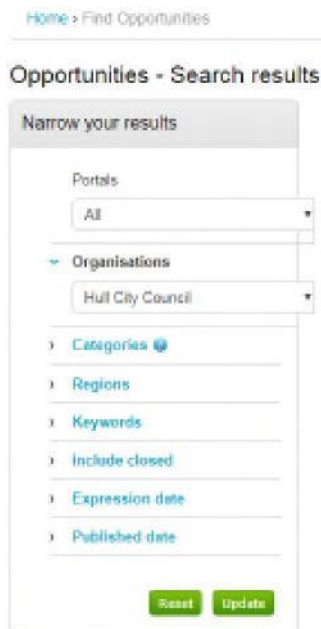 Home › Find Opportunities
Opportunities - Search results
Narrow your results
Portals
All
Organisations
Hull City Council
Categories
Regions
Keywords
Include closed
Expression date
Published date
Reset Update